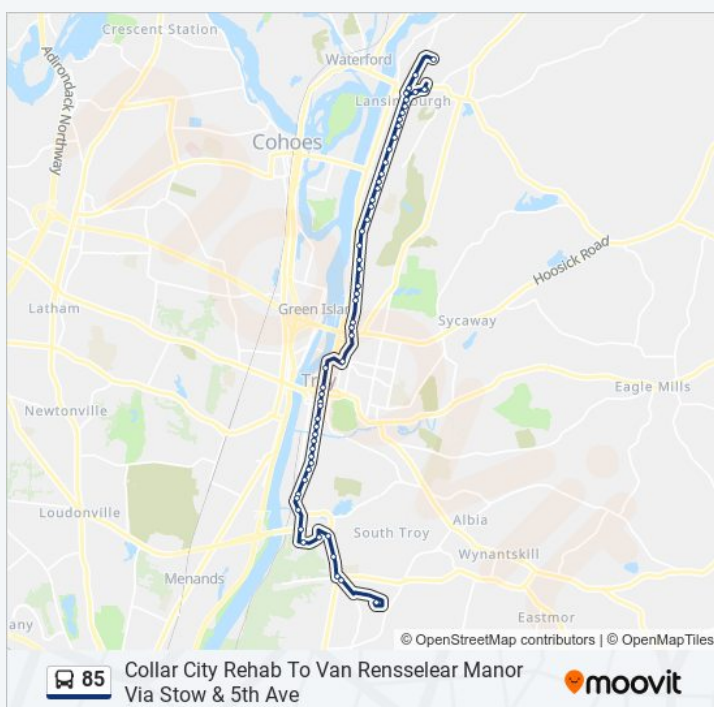 Crescent Station
Waterford
Adirondack Northway
Lansingburgh
Cohoes
Hoosick Road
Latham
Green Island
Sycaway
Eagle Mills
Newtonville
Loudonville
South Troy
Albia
Wynantskill
Menands
Eastmor
any
© OpenStreetMap contributors | © OpenMapTiles
85
Collar City Rehab To Van Rensselear Manor
Via Stow & 5th Ave
moovit